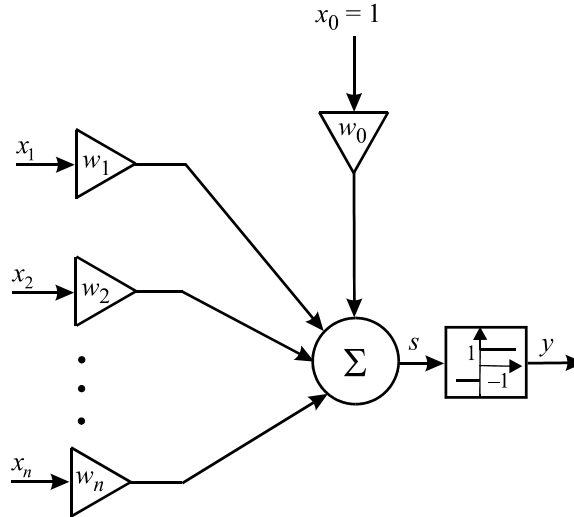 x₀ = 1
w₀
x₁
w₁
x₂
w₂
Σ
s
1
–1
y
xₙ
wₙ